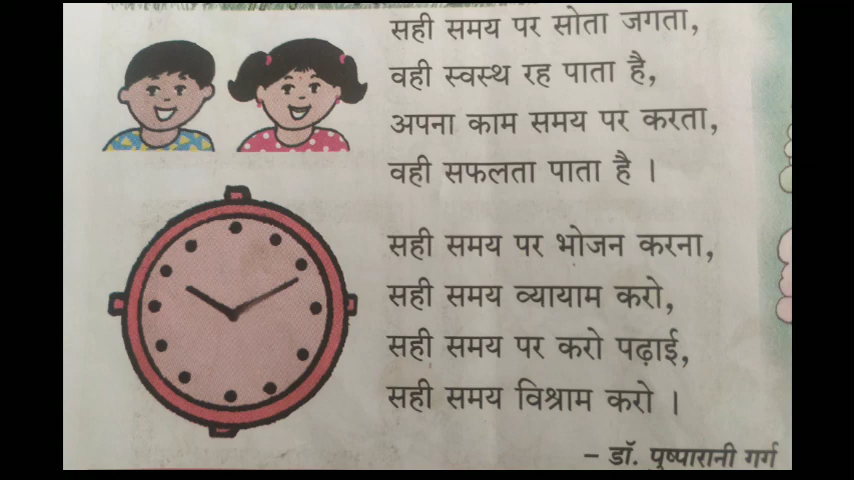 सही समय पर सोता जगता,
वही स्वस्थ रह पाता है,
अपना काम समय पर करता,
वही सफलता पाता है ।
सही समय पर भोजन करना,
सही समय व्यायाम करो,
सही समय पर करो पढ़ाई,
सही समय विश्राम करो ।
– डॉ. पुष्पारानी गर्ग